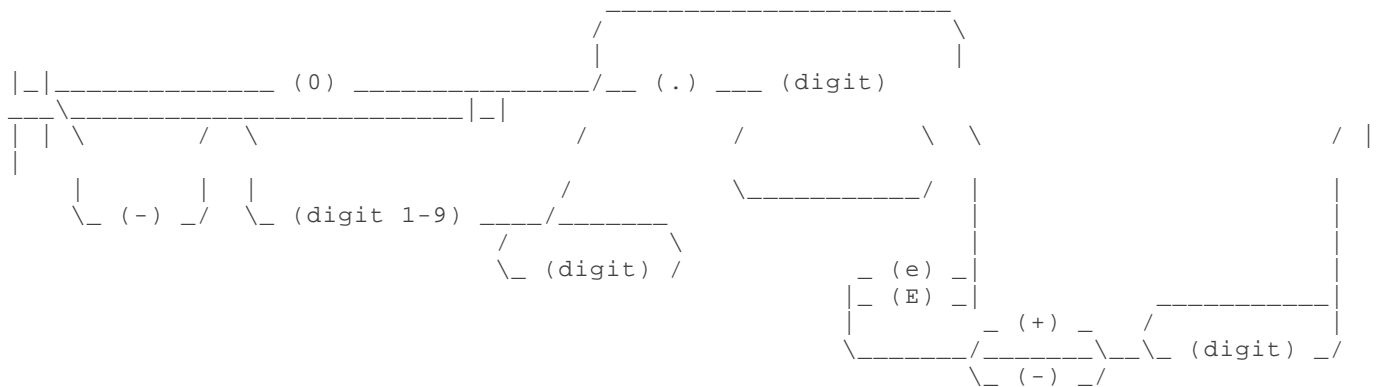 (0) (.) (digit)
(-) (digit 1-9)
(digit) (e)
(E)
(+)
(digit)
(-)